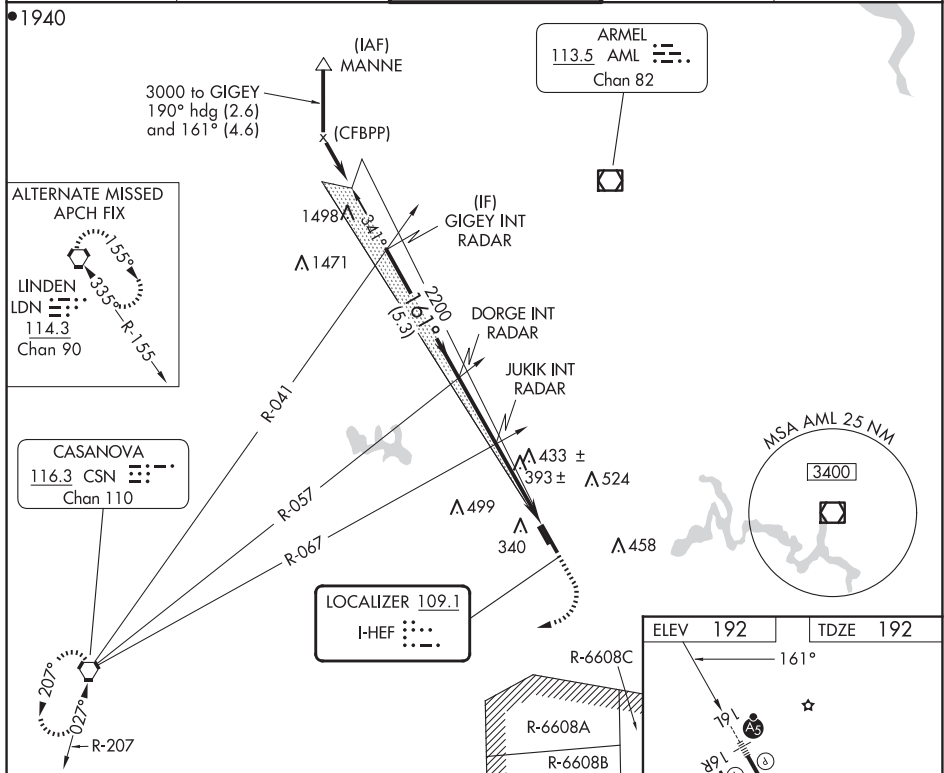 1940
(IAF)
MANNE
3000 to GIGEY
190° hdg (2.6)
and 161° (4.6)
(CFBPP)
ARMEL
113.5 AML
Chan 82
ALTERNATE MISSED
APCH FIX
155°
335°
R-155
LINDEN
LDN
114.3
Chan 90
1498
1471
341°
(IF)
GIGEY INT
RADAR
2200
161°
(5.3)
DORGE INT
RADAR
JUKIK INT
RADAR
R-041
R-057
R-067
CASANOVA
116.3 CSN
Chan 110
433 ±
393 ±
524
499
340
458
MSA AML 25 NM
3400
LOCALIZER 109.1
I-HEF
207°
027°
R-207
R-6608C
R-6608A
R-6608B
ELEV 192
TDZE 192
161°
16L
16R
A5
P